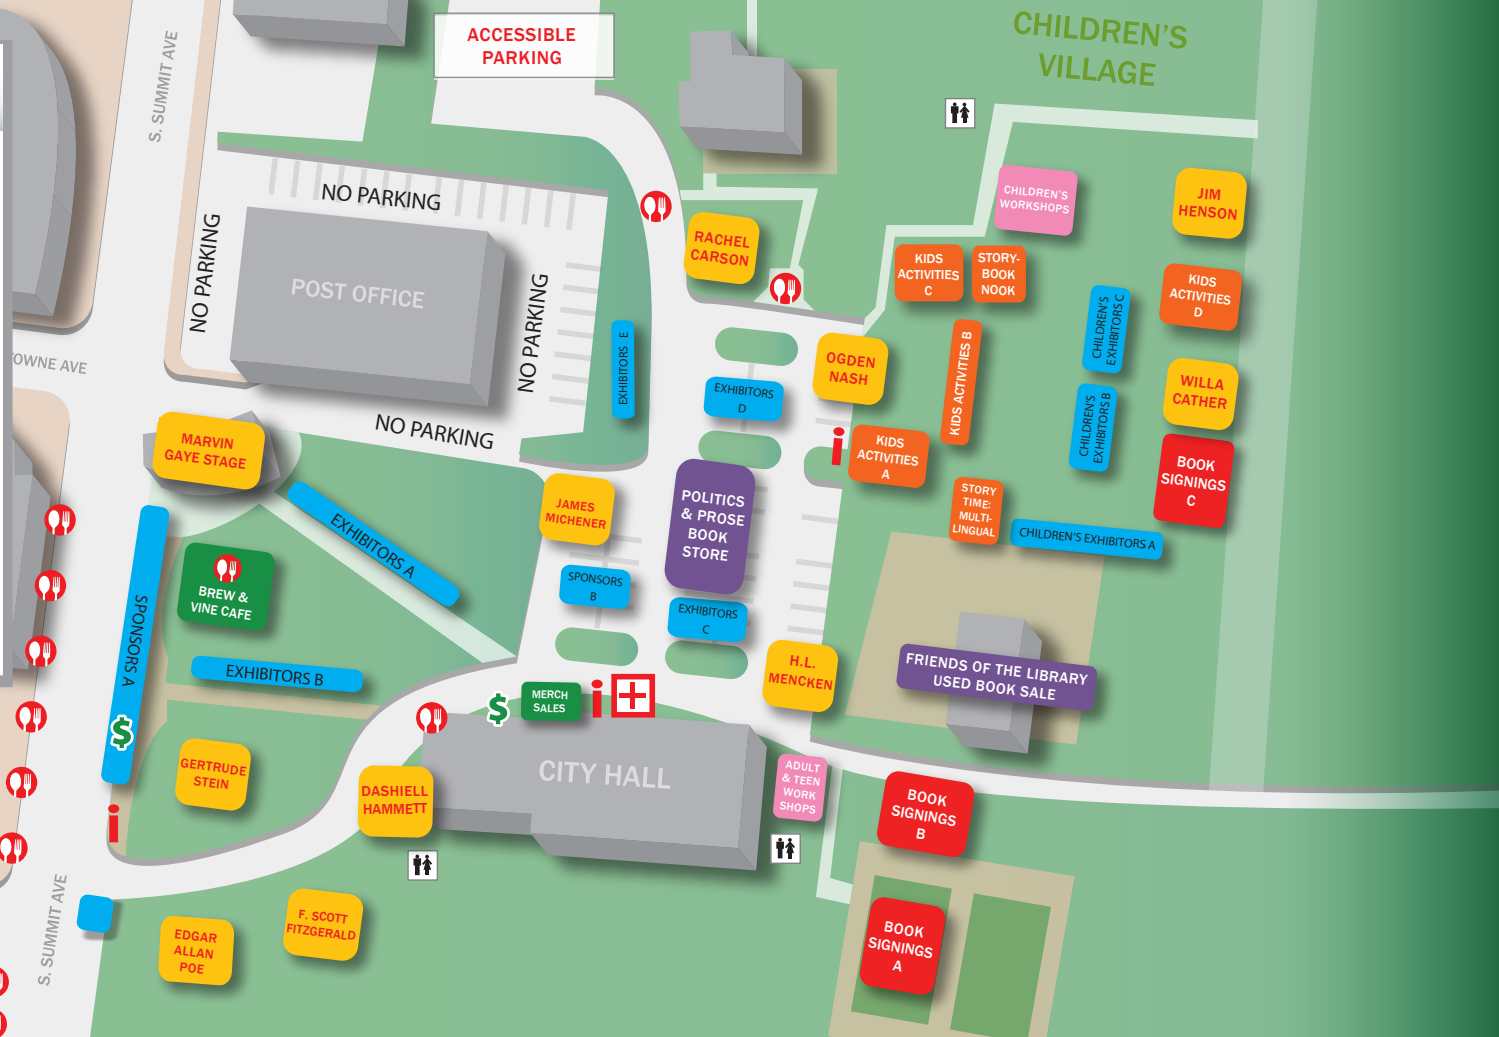 CHILDREN'S
VILLAGE
ACCESSIBLE
PARKING
S. SUMMIT AVE
NO PARKING
NO PARKING
POST OFFICE
NO PARKING
NO PARKING
RACHEL
CARSON
CHILDREN'S
WORKSHOPS
JIM
HENSON
KIDS
ACTIVITIES
C
STORY-
BOOK
NOOK
KIDS
ACTIVITIES
D
CHILDREN'S
EXHIBITORS C
EXHIBITORS E
OGDEN
NASH
KIDS ACTIVITIES B
EXHIBITORS
D
WILLA
CATHER
CHILDREN'S
EXHIBITORS B
TOWNE AVE
MARVIN
GAYE STAGE
i
KIDS
ACTIVITIES
A
BOOK
SIGNINGS
C
POLITICS
& PROSE
BOOK
STORE
JAMES
MICHENER
STORY
TIME:
MULTI-
LINGUAL
CHILDREN'S EXHIBITORS A
EXHIBITORS A
BREW &
VINE CAFE
SPONSORS
B
EXHIBITORS
C
SPONSORS A
$
EXHIBITORS B
H.L.
MENCKEN
FRIENDS OF THE LIBRARY
USED BOOK SALE
$
MERCH
SALES
i
CITY HALL
GERTRUDE
STEIN
DASHIELL
HAMMETT
ADULT
& TEEN
WORK
SHOPS
BOOK
SIGNINGS
B
i
S. SUMMIT AVE
EDGAR
ALLAN
POE
F. SCOTT
FITZGERALD
BOOK
SIGNINGS
A